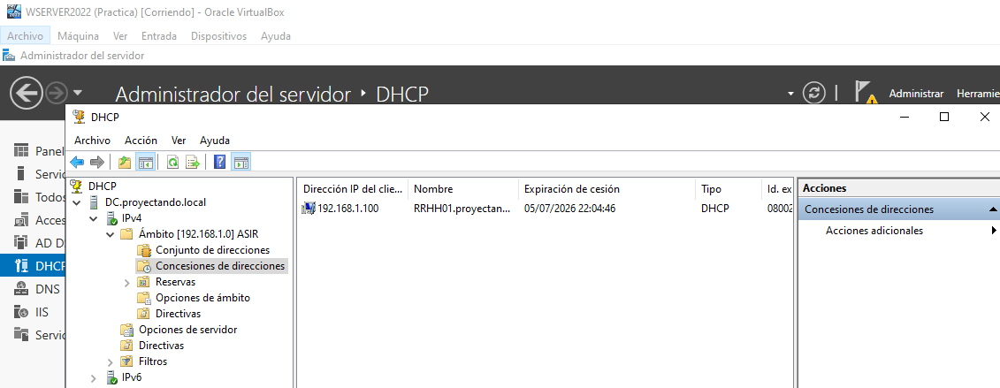 WSERVER2022 (Practica) [Corriendo] - Oracle VirtualBox
Archivo Máquina Ver Entrada Dispositivos Ayuda
Administrador del servidor
Administrador del servidor DHCP Administrar Herramie
DHCP
Archivo Acción Ver Ayuda
Panel
Servic
Todos
Acces
AD D
DHCP
DNS
IIS
Servic
DHCP
DC.proyectando.local
IPv4
Ámbito [192.168.1.0] ASIR
Conjunto de direcciones
Concesiones de direcciones
Reservas
Opciones de ámbito
Directivas
Opciones de servidor
Directivas
Filtros
IPv6
Dirección IP del clie... Nombre Expiración de cesión Tipo Id. ex
192.168.1.100 RRHH01.proyectan... 05/07/2026 22:04:46 DHCP 08002
Acciones
Concesiones de direcciones
Acciones adicionales